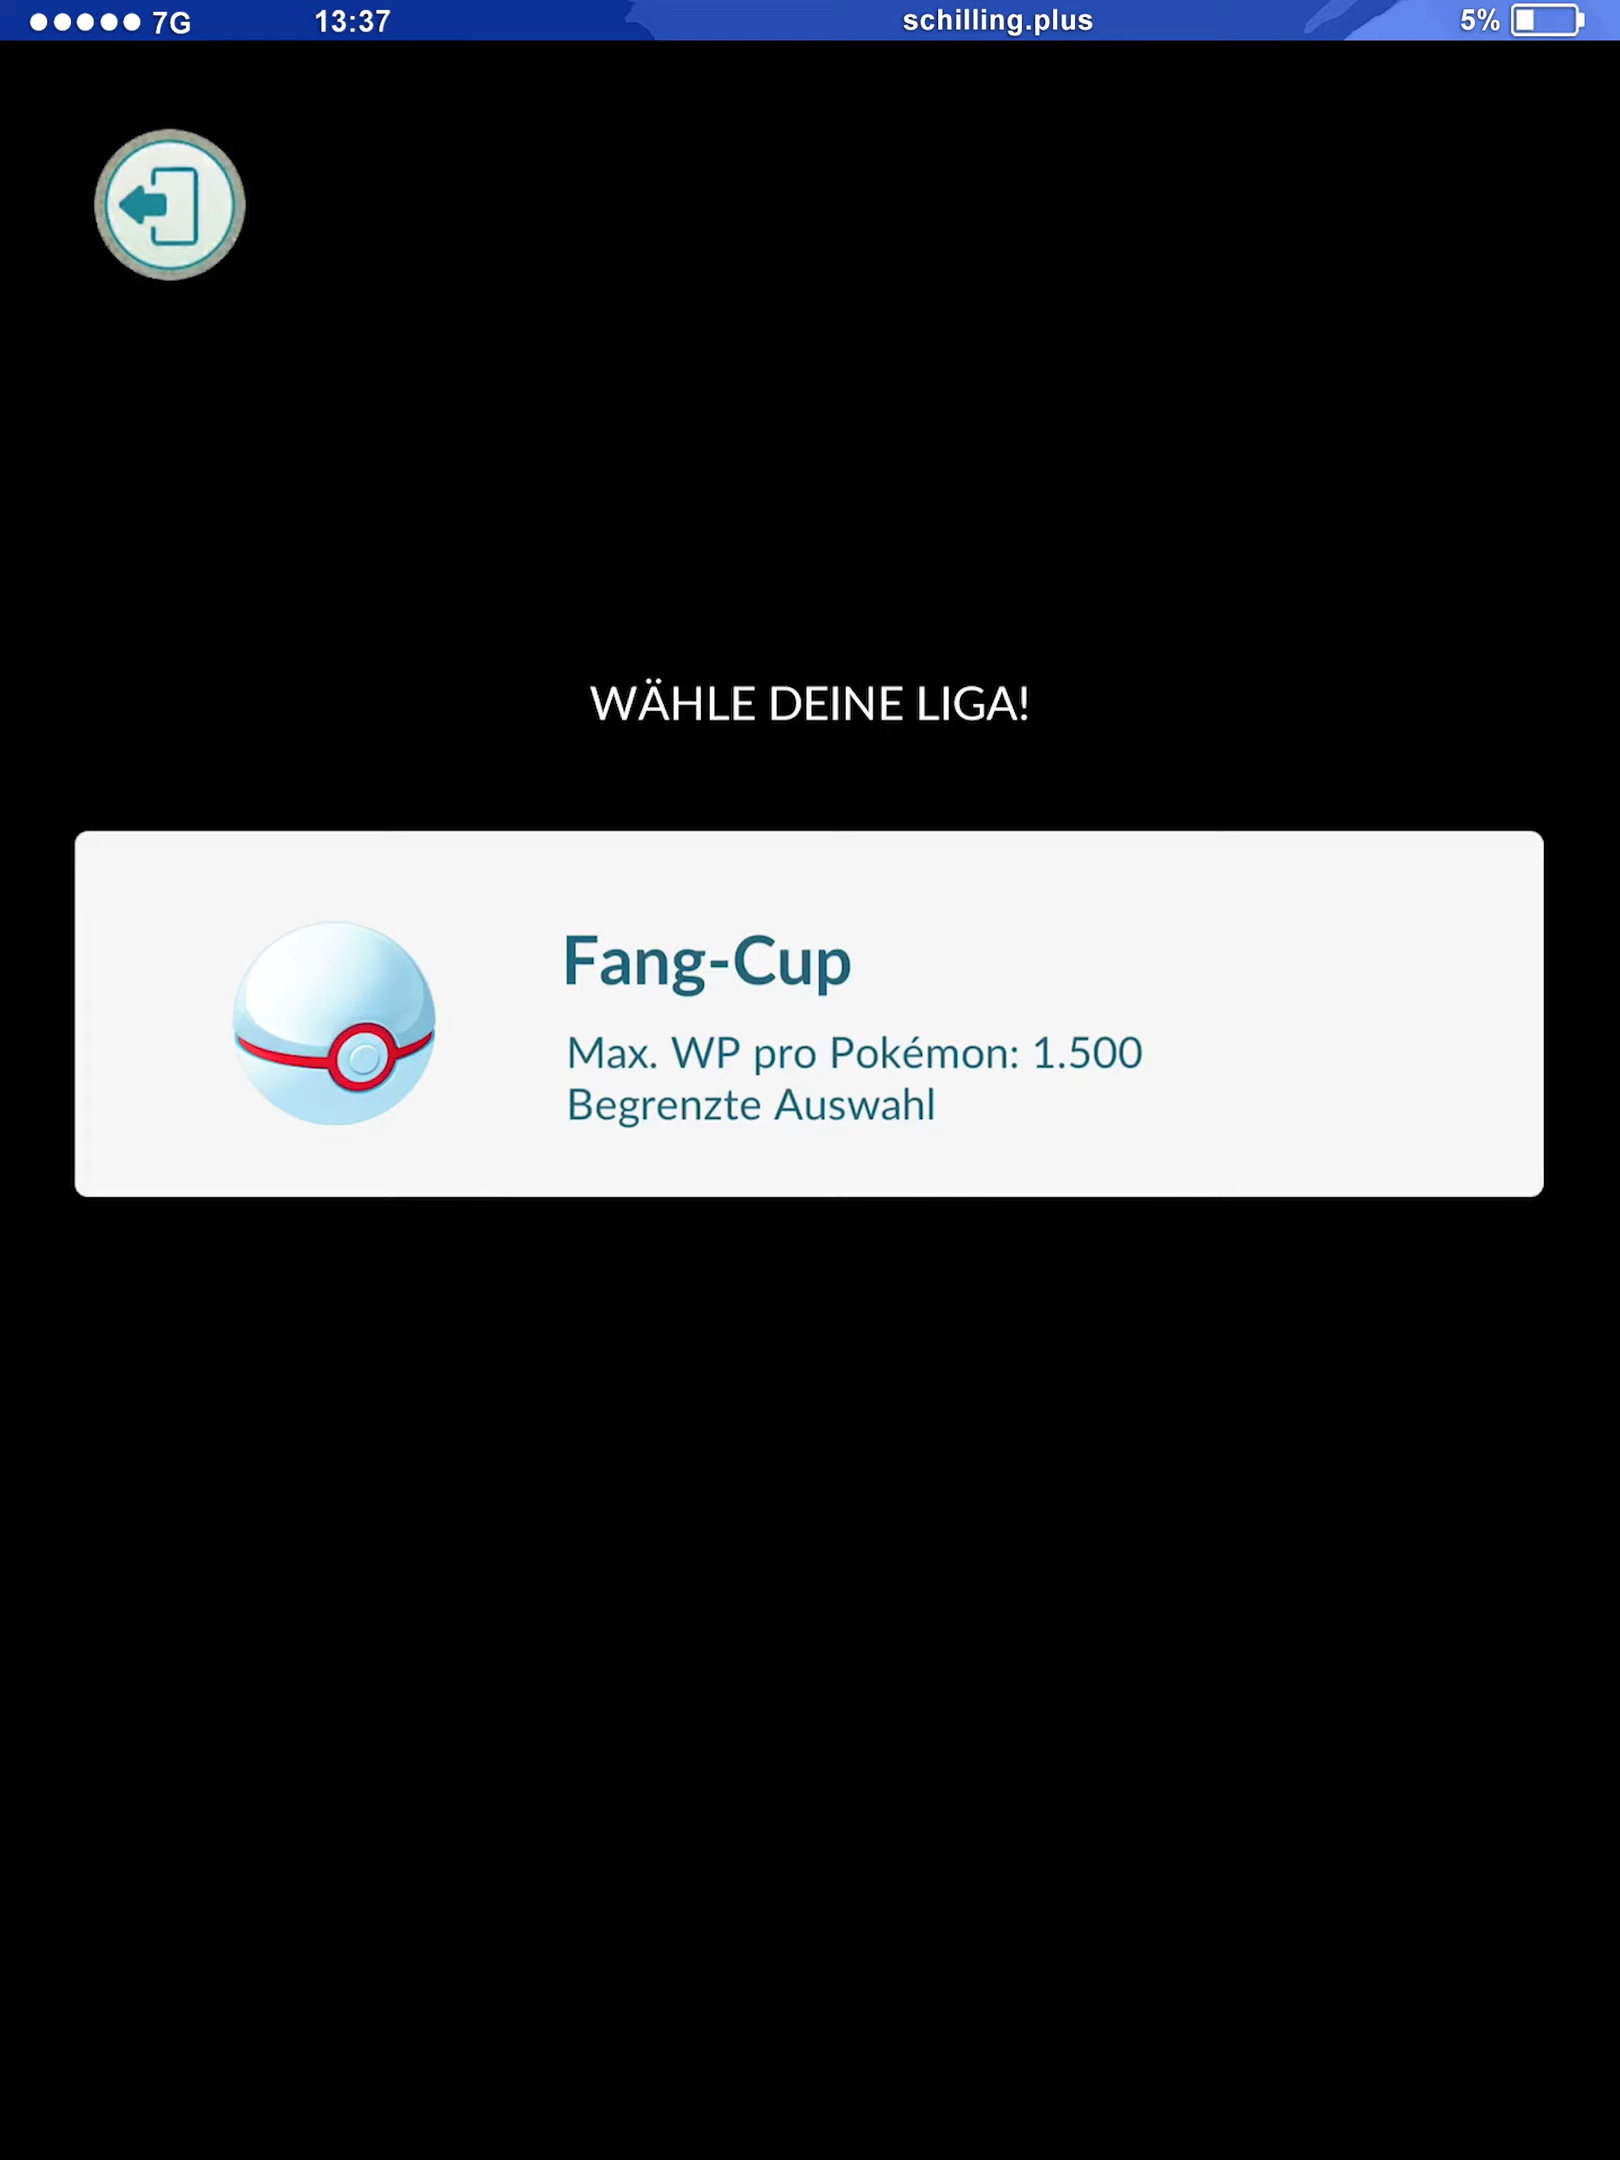 7G 13:37 schilling.plus 5%
WÄHLE DEINE LIGA!
Fang-Cup
Max. WP pro Pokémon: 1.500
Begrenzte Auswahl